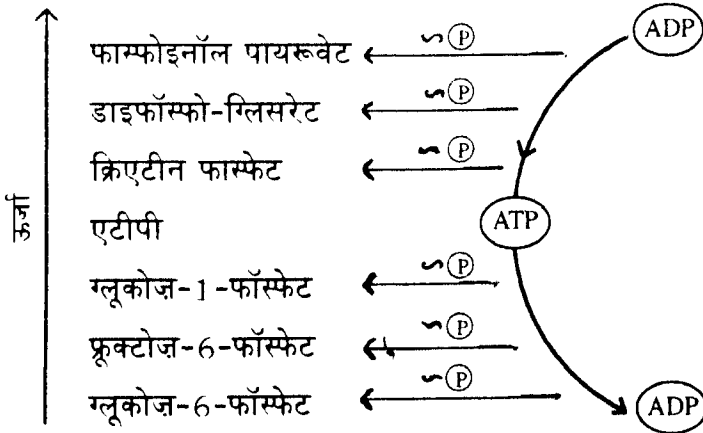 ADP
फास्फोइनॉल पायरूवेट ~P
डाइफॉस्फो-ग्लिसरेट ~P
क्रिएटीन फास्फेट ~P
ऊर्जा
एटीपी
ATP
ग्लूकोज़-1-फॉस्फेट ~P
फ्रूक्टोज़-6-फॉस्फेट ~P
ग्लूकोज़-6-फॉस्फेट ~P
ADP